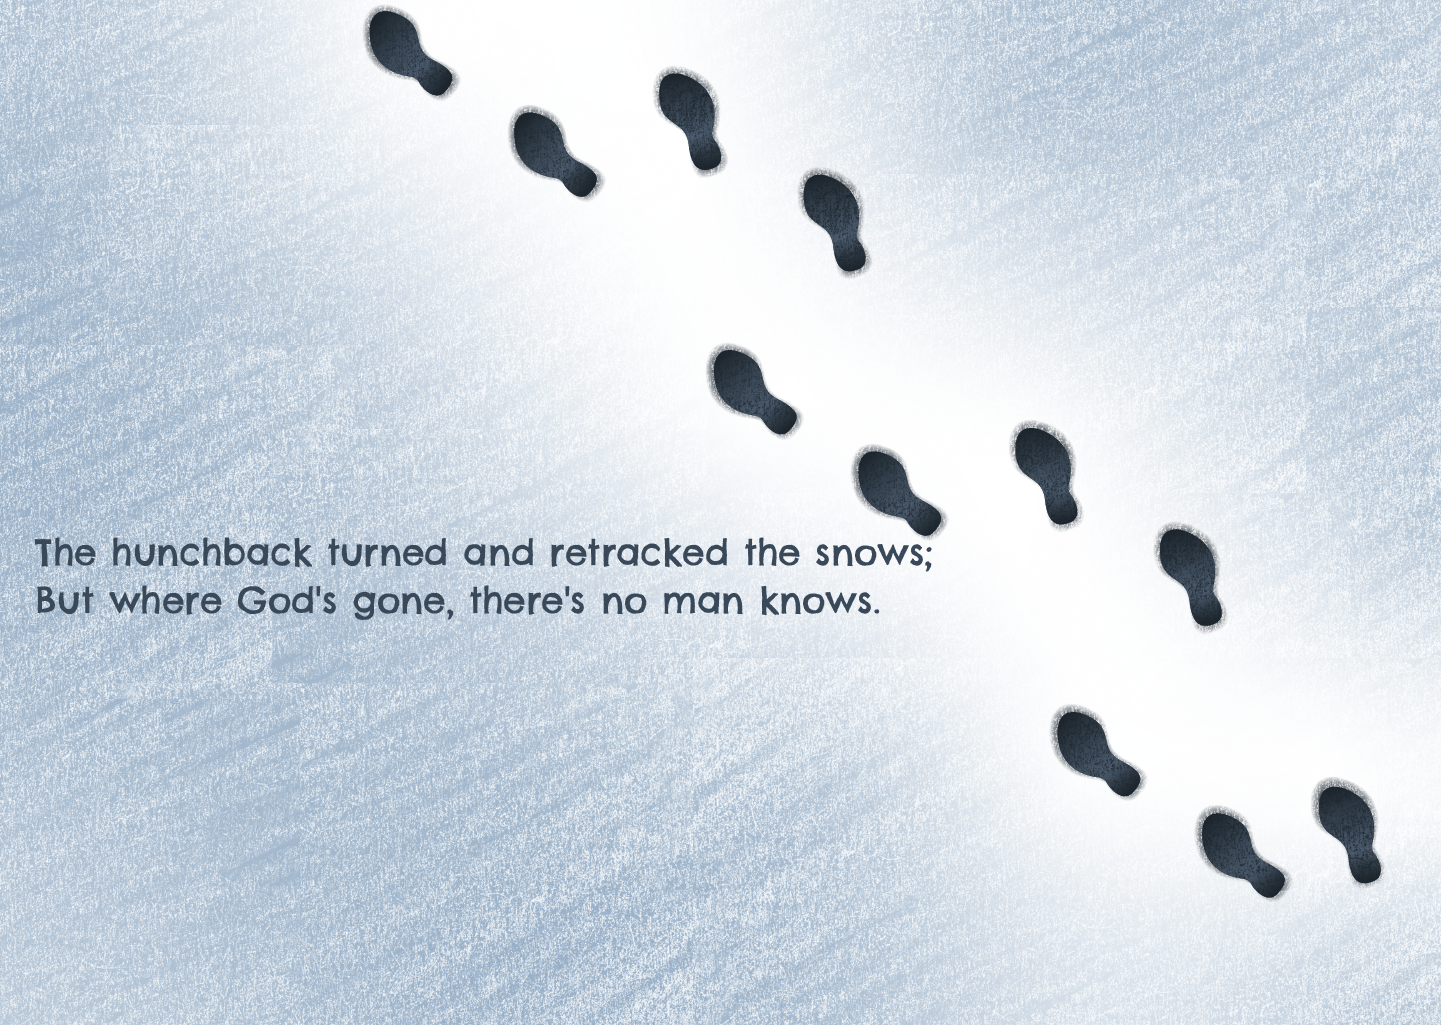 The hunchback turned and retracked the snows;
But where God's gone, there's no man knows.